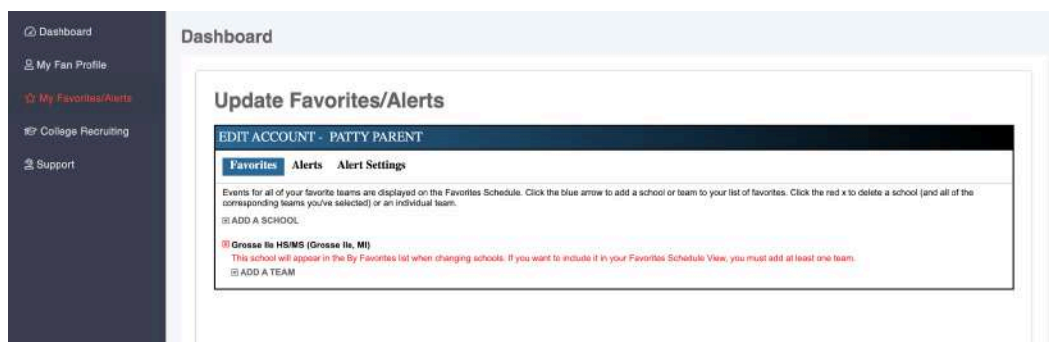 Dashboard
My Fan Profile
My Favorites/Alerts
College Recruiting
Support
Dashboard
Update Favorites/Alerts
EDIT ACCOUNT - PATTY PARENT
Favorites Alerts Alert Settings
Events for all of your favorite teams are displayed on the Favorites Schedule. Click the blue arrow to add a school or team to your list of favorites. Click the red x to delete a school (and all of the
corresponding teams you've selected) or an individual team.
ADD A SCHOOL
Grosse Ile HS/MS (Grosse Ile, MI)
This school will appear in the By Favorites list when changing schools. If you want to include it in your Favorites Schedule View, you must add at least one team.
ADD A TEAM